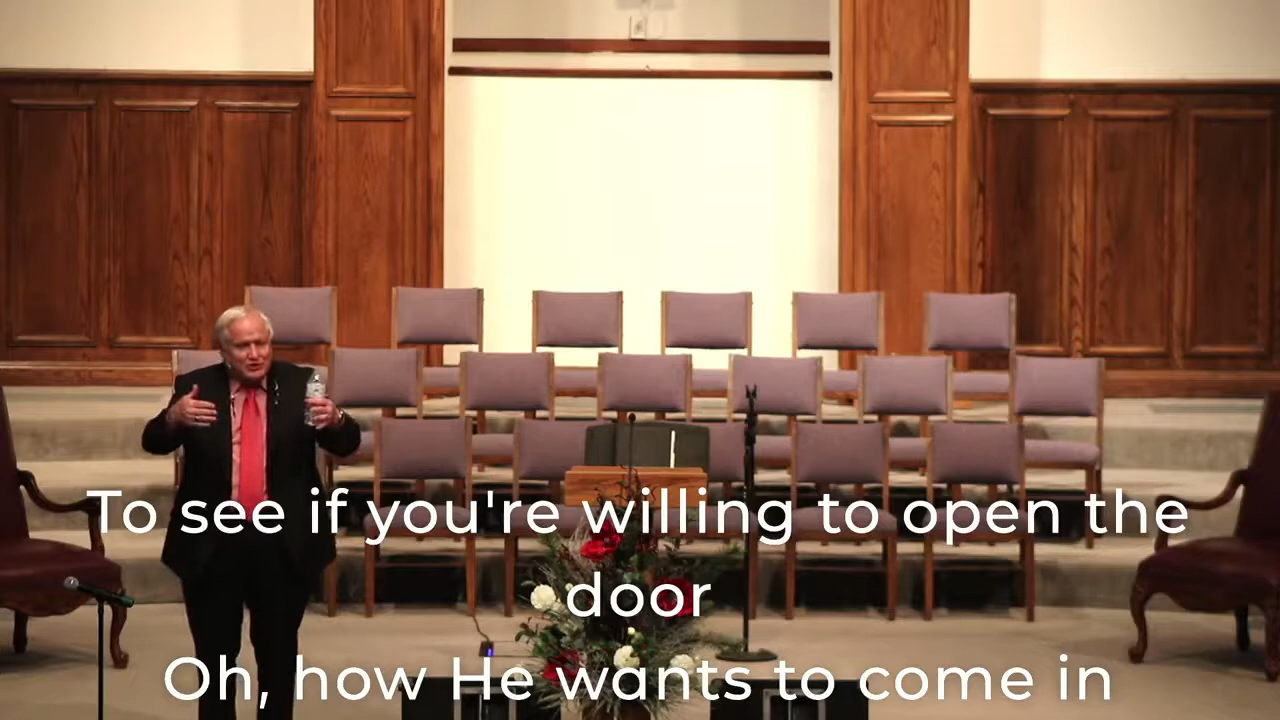 To see if you're willing to open the
door
Oh, how He wants to come in